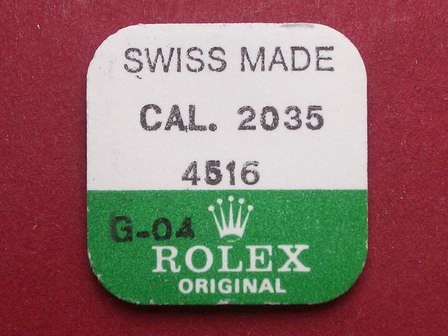 SWISS MADE
CAL. 2035
4516
G-04
ROLEX
ORIGINAL